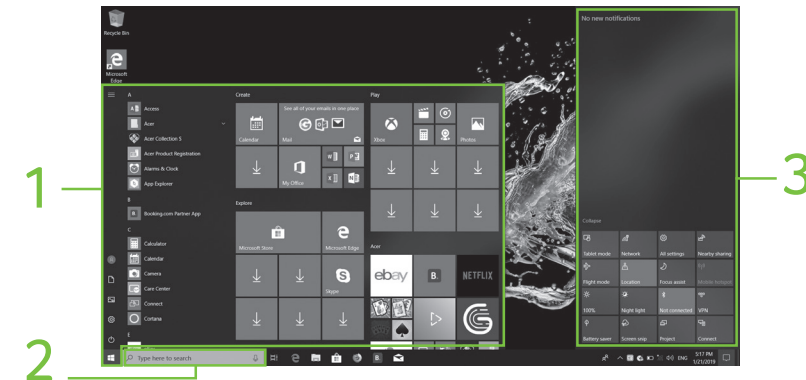 Recycle Bin
Microsoft
Edge
1
2
3
A
Access
Acer
Acer Collection S
Acer Product Registration
Alarms & Clock
App Explorer
B
Booking.com Partner App
C
Calculator
Calendar
Camera
Care Center
Connect
Cortana
E
Create
Calendar
See all of your emails in one place
Mail
My Office
Explore
Microsoft Store
Microsoft Edge
Skype
Play
Xbox
Photos
Acer
ebay
B.
NETFLIX
Type here to search
No new notifications
Collapse
Tablet mode
Network
All settings
Nearby sharing
Flight mode
Location
Focus assist
Mobile hotspot
100%
Night light
Not connected
VPN
Battery saver
Screen snip
Project
Connect
ENG
5:17 PM
1/21/2019